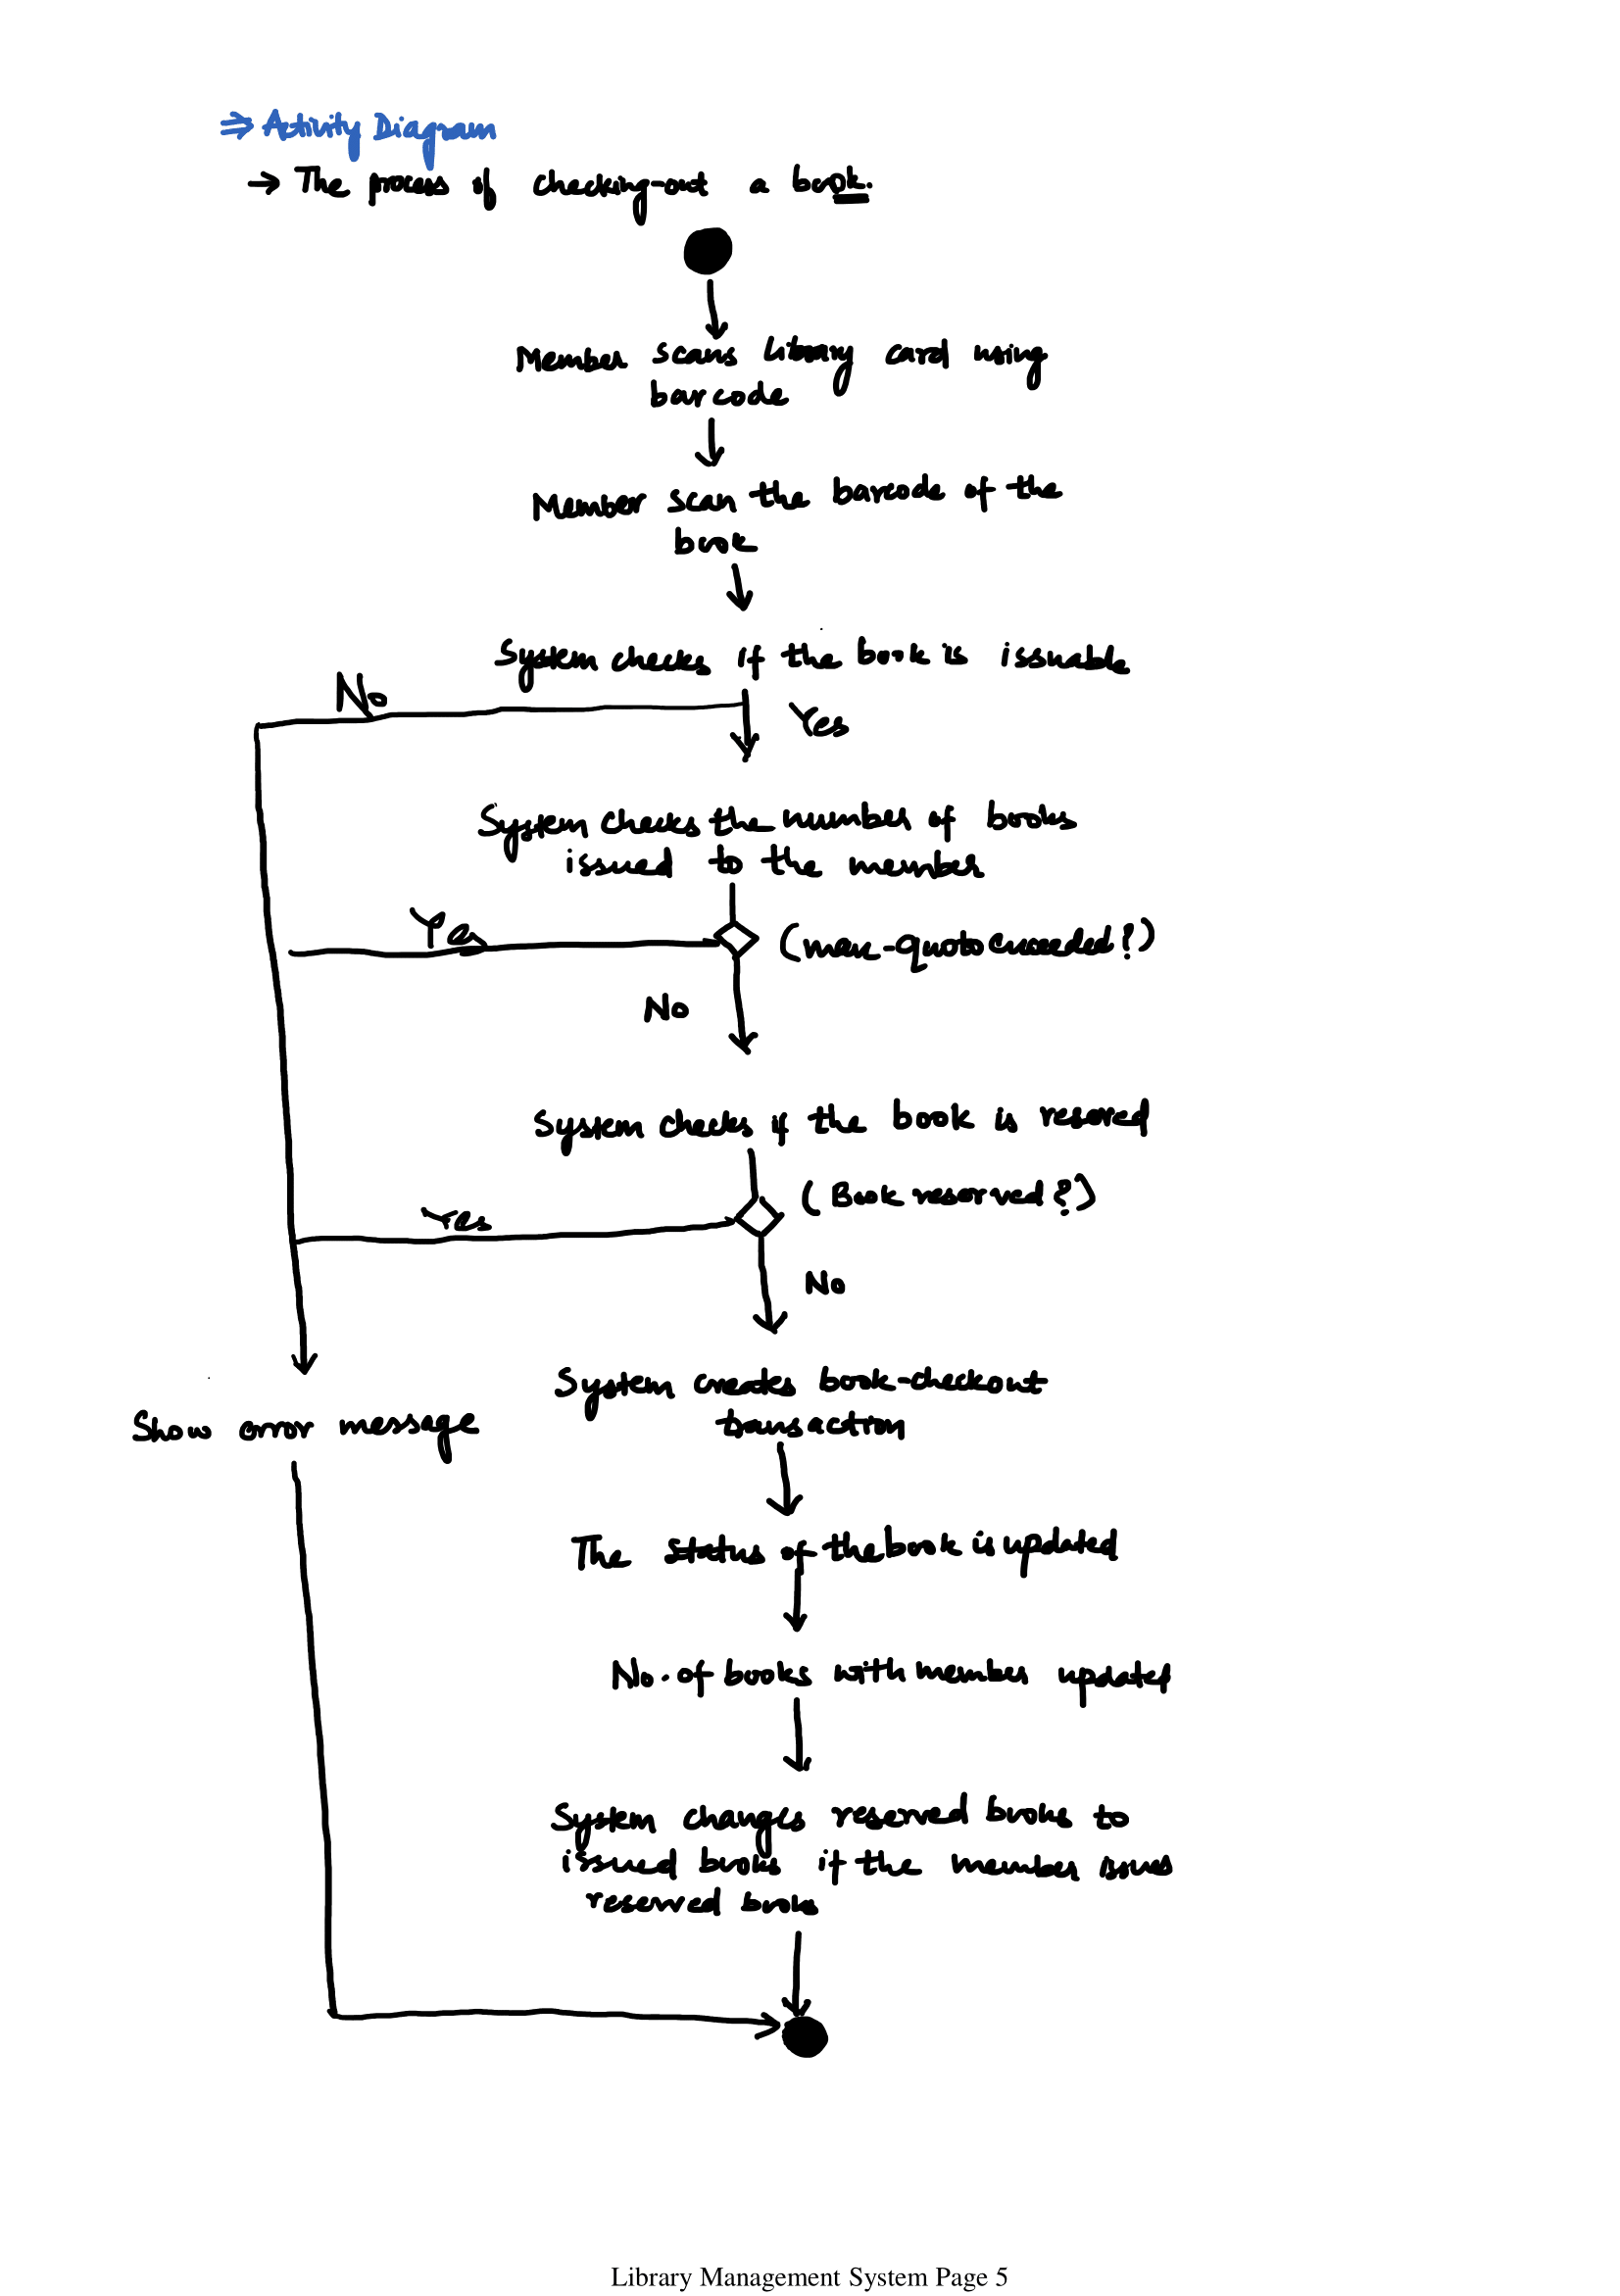 ⇒ Activity Diagram
→ The process of checking-out a book.
Member scans library card using
barcode
Member scan the barcode of the
book
System checks if the book is issuable
No
Yes
System checks the number of books
issued to the member
Yes
(max-quota exceeded?)
No
System checks if the book is reserved
(Book reserved?)
Yes
No
System creates book-checkout
transaction
Show error message
The status of the book is updated
No. of books with member updated
System changes reserved books to
issued books if the member issues
reserved books
Library Management System Page 5